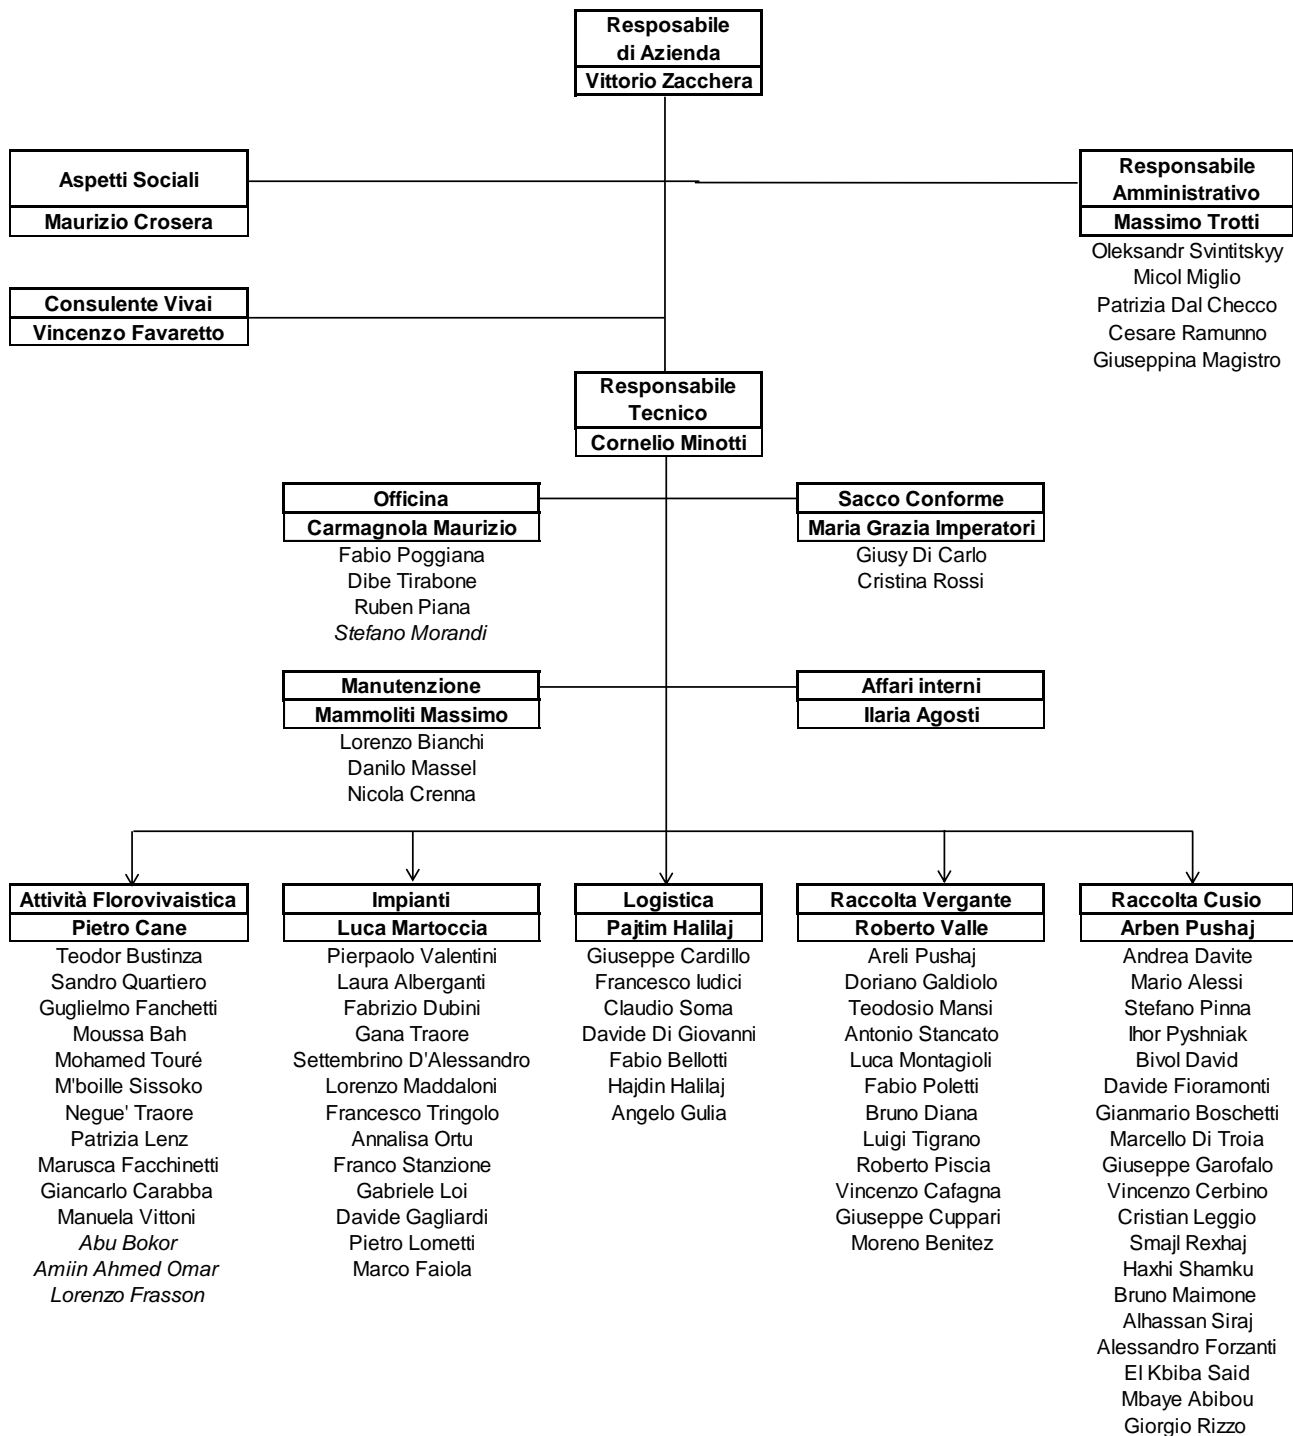 Resposabile
di Azienda
Vittorio Zacchera
Aspetti Sociali
Maurizio Crosera
Responsabile
Amministrativo
Massimo Trotti
Oleksandr Svintitskyy
Micol Miglio
Patrizia Dal Checco
Cesare Ramunno
Giuseppina Magistro
Consulente Vivai
Vincenzo Favaretto
Responsabile
Tecnico
Cornelio Minotti
Officina
Carmagnola Maurizio
Fabio Poggiana
Dibe Tirabone
Ruben Piana
Stefano Morandi
Sacco Conforme
Maria Grazia Imperatori
Giusy Di Carlo
Cristina Rossi
Manutenzione
Mammoliti Massimo
Lorenzo Bianchi
Danilo Massel
Nicola Crenna
Affari interni
Ilaria Agosti
Attività Florovivaistica
Pietro Cane
Teodor Bustinza
Sandro Quartiero
Guglielmo Fanchetti
Moussa Bah
Mohamed Touré
M'boille Sissoko
Negue' Traore
Patrizia Lenz
Marusca Facchinetti
Giancarlo Carabba
Manuela Vittoni
Abu Bokor
Amiin Ahmed Omar
Lorenzo Frasson
Impianti
Luca Martoccia
Pierpaolo Valentini
Laura Alberganti
Fabrizio Dubini
Gana Traore
Settembrino D'Alessandro
Lorenzo Maddaloni
Francesco Tringolo
Annalisa Ortu
Franco Stanzione
Gabriele Loi
Davide Gagliardi
Pietro Lometti
Marco Faiola
Logistica
Pajtim Halilaj
Giuseppe Cardillo
Francesco Iudici
Claudio Soma
Davide Di Giovanni
Fabio Bellotti
Hajdin Halilaj
Angelo Gulia
Raccolta Vergante
Roberto Valle
Areli Pushaj
Doriano Galdiolo
Teodosio Mansi
Antonio Stancato
Luca Montagioli
Fabio Poletti
Bruno Diana
Luigi Tigrano
Roberto Piscia
Vincenzo Cafagna
Giuseppe Cuppari
Moreno Benitez
Raccolta Cusio
Arben Pushaj
Andrea Davite
Mario Alessi
Stefano Pinna
Ihor Pyshniak
Bivol David
Davide Fioramonti
Gianmario Boschetti
Marcello Di Troia
Giuseppe Garofalo
Vincenzo Cerbino
Cristian Leggio
Smajl Rexhaj
Haxhi Shamku
Bruno Maimone
Alhassan Siraj
Alessandro Forzanti
El Kbiba Said
Mbaye Abibou
Giorgio Rizzo